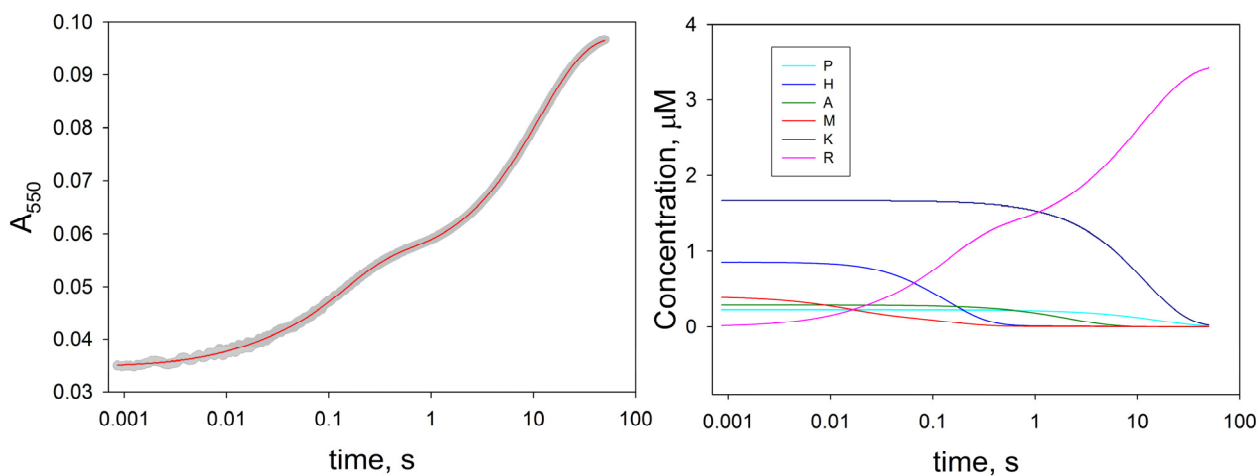 0.10
0.09
0.08
0.07
0.06
0.05
0.04
0.03
A550
0.001 0.01 0.1 1 10 100
time, s
4
3
2
1
0
Concentration, μM
P
H
A
M
K
R
0.001 0.01 0.1 1 10 100
time, s